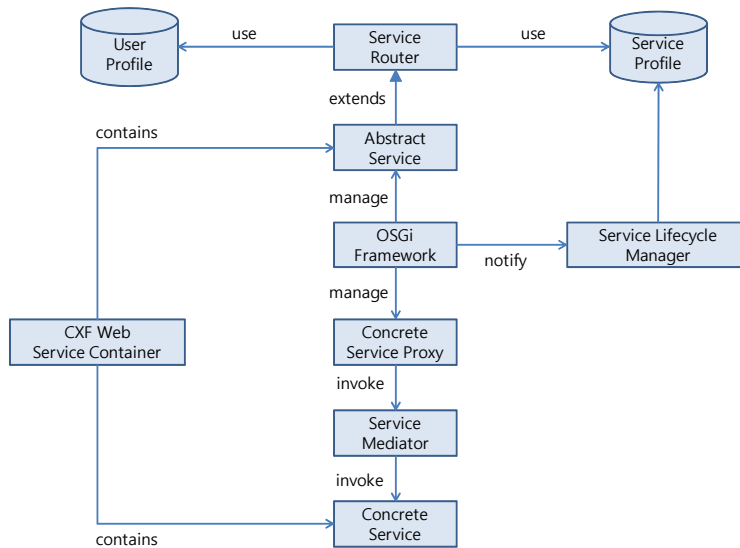 User
Profile
use
Service
Router
use
Service
Profile
extends
contains
Abstract
Service
manage
OSGi
Framework
notify
Service Lifecycle
Manager
manage
CXF Web
Service Container
Concrete
Service Proxy
invoke
Service
Mediator
invoke
Concrete
Service
contains